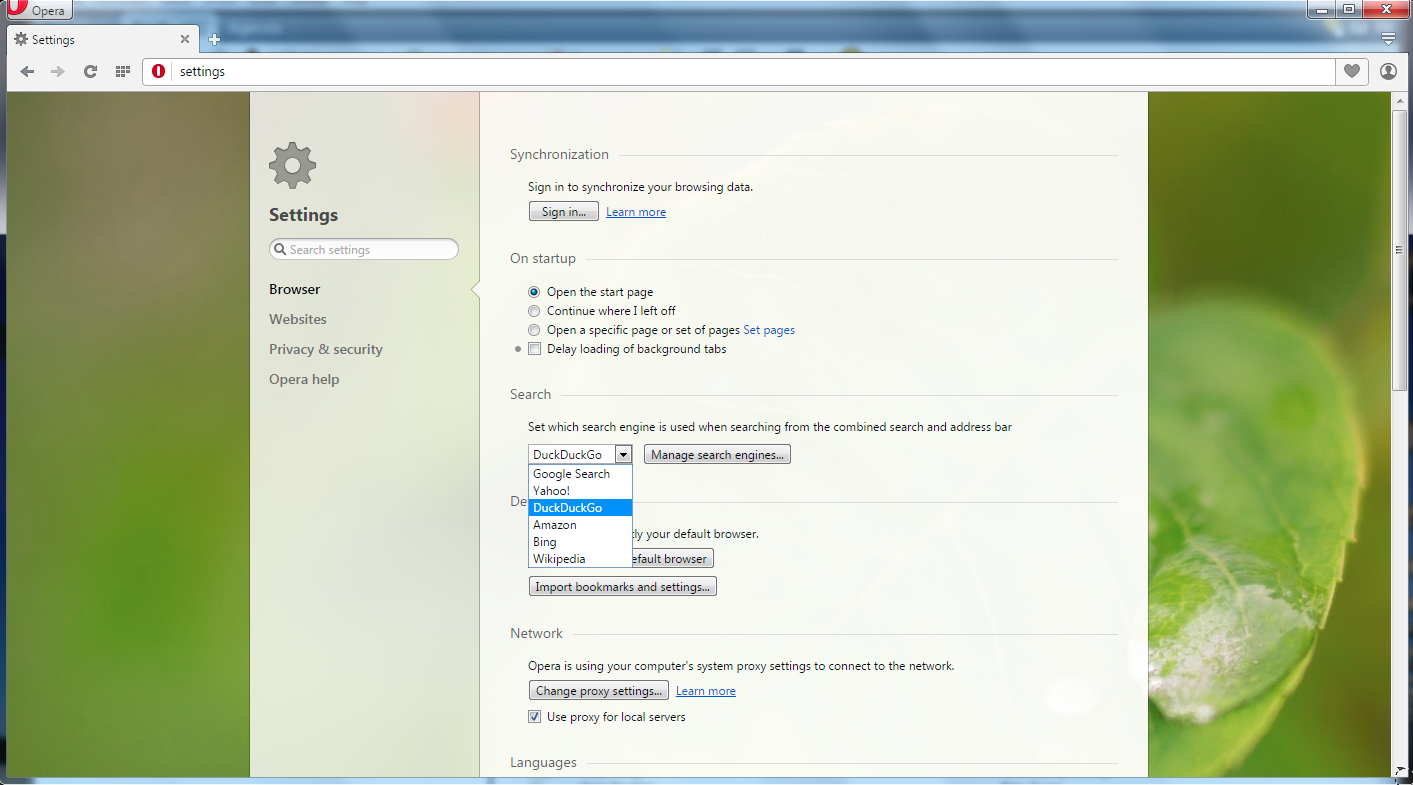 Opera
Settings
settings
Settings
Search settings
Browser
Websites
Privacy & security
Opera help
Synchronization
Sign in to synchronize your browsing data.
Sign in... Learn more
On startup
Open the start page
Continue where I left off
Open a specific page or set of pages Set pages
Delay loading of background tabs
Search
Set which search engine is used when searching from the combined search and address bar
DuckDuckGo Manage search engines...
Google Search
Yahoo!
DuckDuckGo
Amazon
Bing
Wikipedia
De
your default browser.
default browser
Import bookmarks and settings...
Network
Opera is using your computer's system proxy settings to connect to the network.
Change proxy settings... Learn more
Use proxy for local servers
Languages